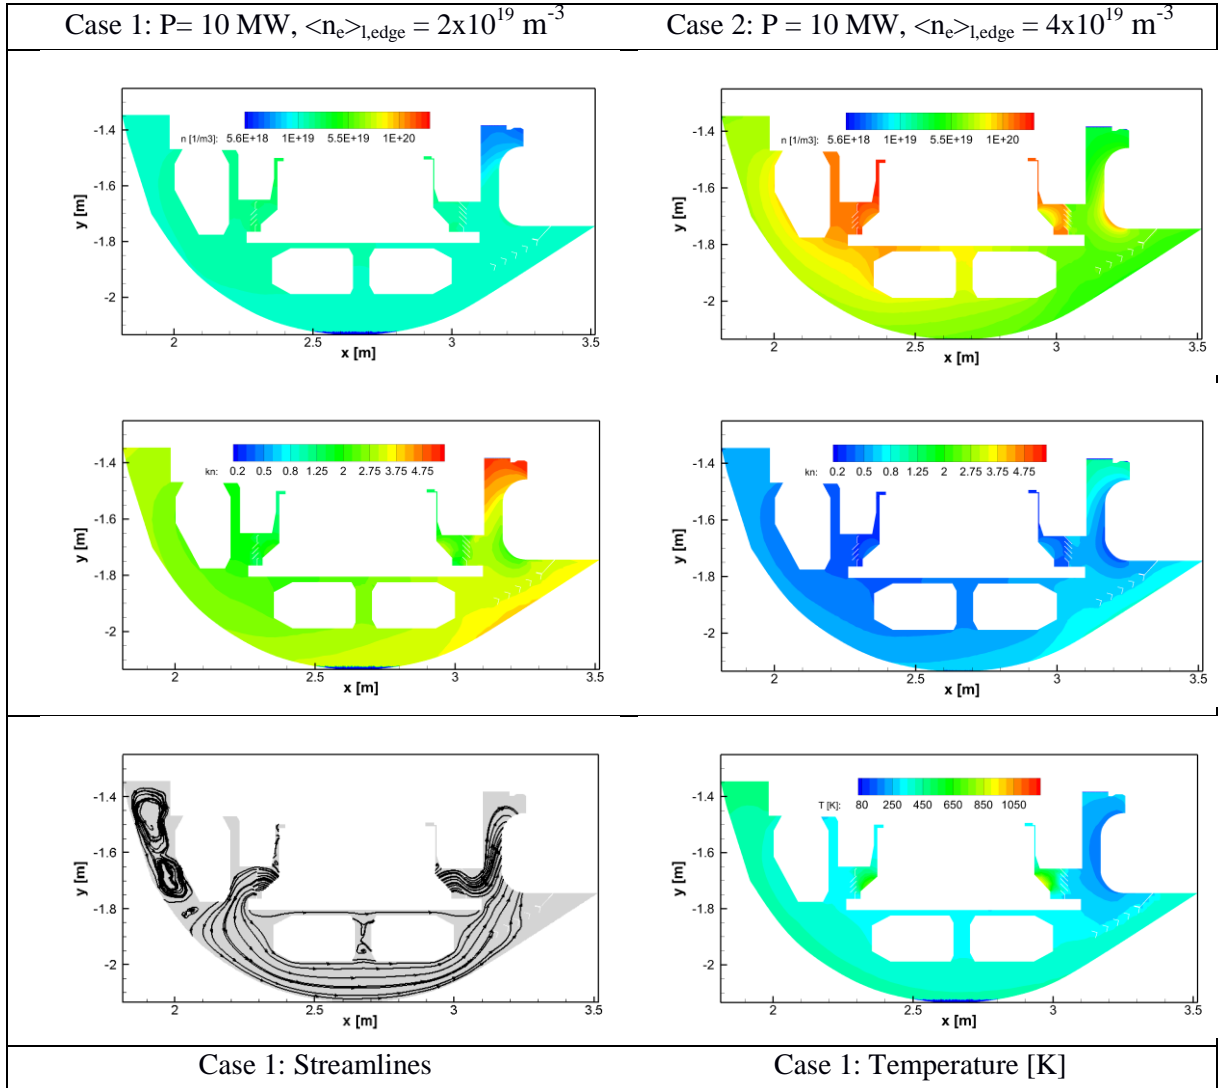 Case 1: P= 10 MW, <n_e>_l,edge = 2x10^19 m^-3
Case 2: P = 10 MW, <n_e>_l,edge = 4x10^19 m^-3
n [1/m3]: 5.6E+18 1E+19 5.5E+19 1E+20
y [m]
-1.4
-1.6
-1.8
-2
2 2.5 3 3.5
x [m]
n [1/m3]: 5.6E+18 1E+19 5.5E+19 1E+20
y [m]
-1.4
-1.6
-1.8
-2
2 2.5 3 3.5
x [m]
kn: 0.2 0.5 0.8 1.25 2 2.75 3.75 4.75
y [m]
-1.4
-1.6
-1.8
-2
2 2.5 3 3.5
x [m]
kn: 0.2 0.5 0.8 1.25 2 2.75 3.75 4.75
y [m]
-1.4
-1.6
-1.8
-2
2 2.5 3 3.5
x [m]
y [m]
-1.4
-1.6
-1.8
-2
2 2.5 3 3.5
x [m]
T [K]: 80 250 450 650 850 1050
y [m]
-1.4
-1.6
-1.8
-2
2 2.5 3 3.5
x [m]
Case 1: Streamlines
Case 1: Temperature [K]